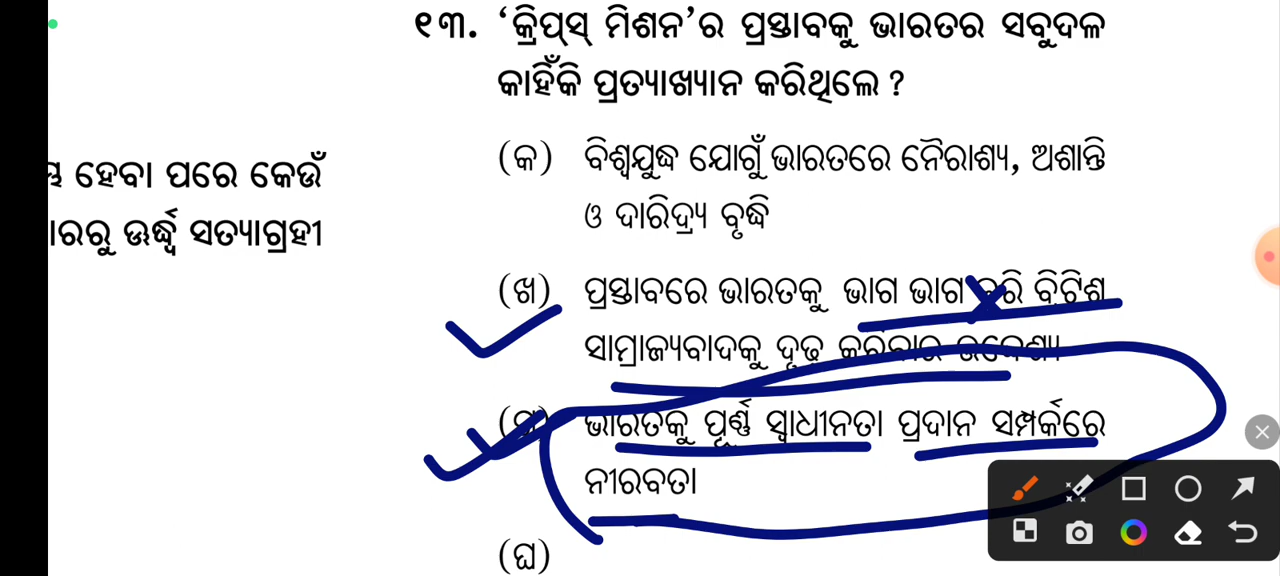 ୧୩. ‘କ୍ରିପ୍ସ୍ ମିଶନ’ର ପ୍ରସ୍ତାବକୁ ଭାରତର ସବୁଦଳ
କାହିଁକି ପ୍ରତ୍ୟାଖ୍ୟାନ କରିଥିଲେ ?
(କ) ବିଶ୍ୱଯୁଦ୍ଧ ଯୋଗୁଁ ଭାରତରେ ନୈରାଶ୍ୟ, ଅଶାନ୍ତି
ଓ ଦାରିଦ୍ର୍ୟ ବୃଦ୍ଧି
ହେବା ପରେ କେଉଁ
ଊର୍ଦ୍ଧ୍ୱ ସତ୍ୟାଗ୍ରହୀ
(ଖ) ପ୍ରସ୍ତାବରେ ଭାରତକୁ ଭାଗ ଭାଗ କରି ବ୍ରିଟିଶ
ସାମ୍ରାଜ୍ୟବାଦକୁ ଦୃଢ଼ କରିବାର ଉଦ୍ଦେଶ୍ୟ
ଭାରତକୁ ପୂର୍ଣ୍ଣ ସ୍ୱାଧୀନତା ପ୍ରଦାନ ସମ୍ପର୍କରେ
ନୀରବତା
(ଘ)